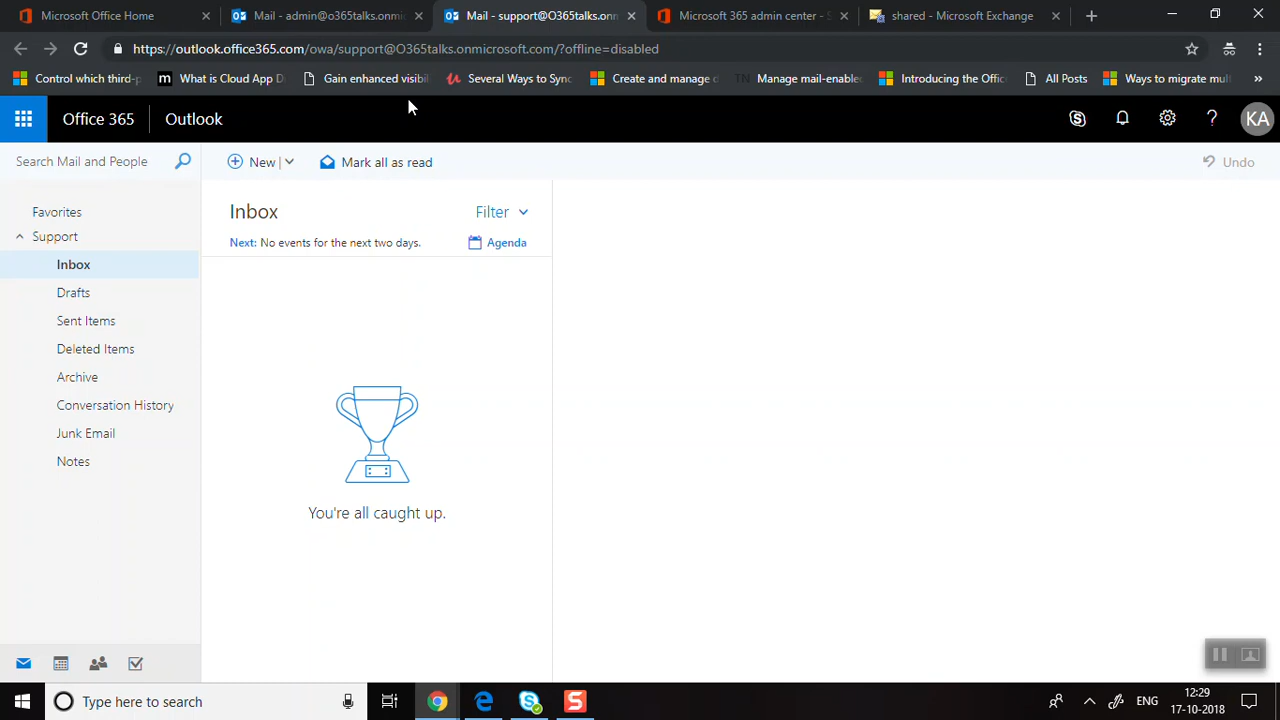 Microsoft Office Home
Mail - admin@o365talks.onmic
Mail - support@O365talks.onm
Microsoft 365 admin center - S
shared - Microsoft Exchange
https://outlook.office365.com/owa/support@O365talks.onmicrosoft.com/?offline=disabled
Control which third-p
What is Cloud App D
Gain enhanced visibil
Several Ways to Sync
Create and manage d
TN Manage mail-enable
Introducing the Offic
All Posts
Ways to migrate mult
Office 365
Outlook
KA
Search Mail and People
New
Mark all as read
Undo
Favorites
Support
Inbox
Drafts
Sent Items
Deleted Items
Archive
Conversation History
Junk Email
Notes
Inbox
Filter
Next: No events for the next two days.
Agenda
You're all caught up.
Type here to search
ENG
12:29
17-10-2018